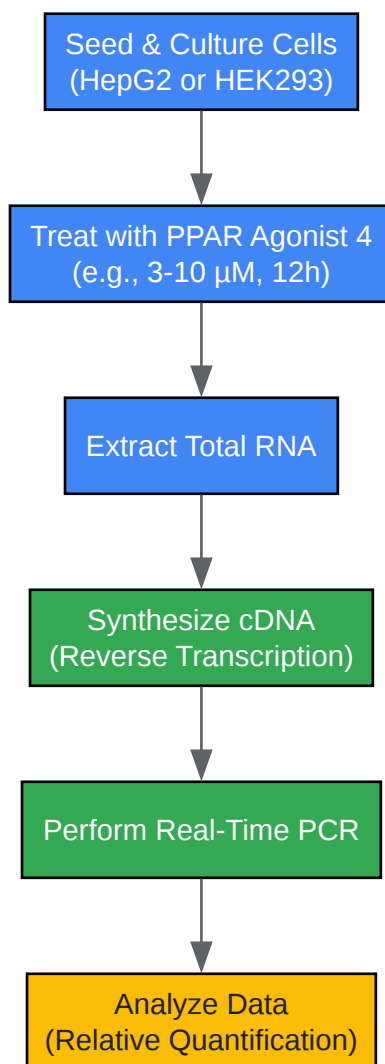 Seed & Culture Cells
(HepG2 or HEK293)
Treat with PPAR Agonist 4
(e.g., 3-10 µM, 12h)
Extract Total RNA
Synthesize cDNA
(Reverse Transcription)
Perform Real-Time PCR
Analyze Data
(Relative Quantification)